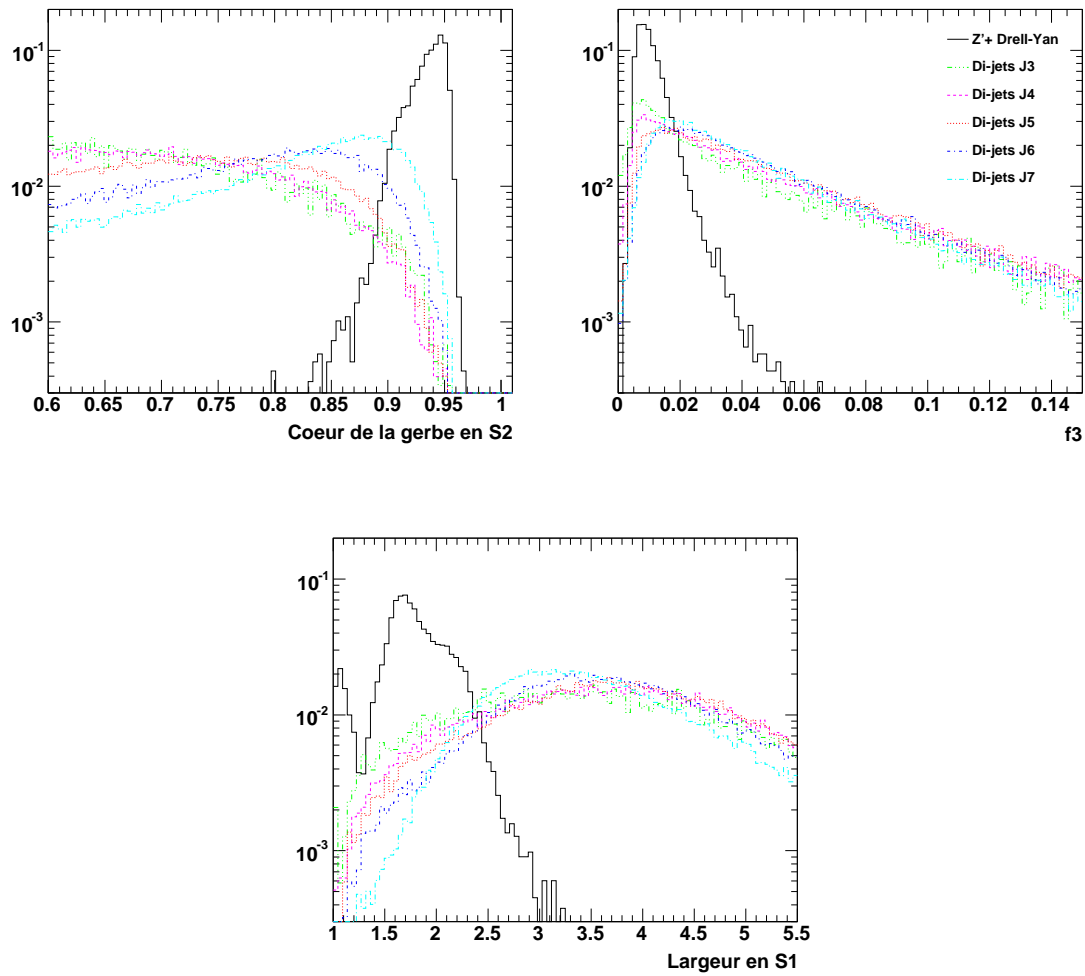 10-1
10-2
10-3
0.6 0.65 0.7 0.75 0.8 0.85 0.9 0.95 1
Coeur de la gerbe en S2
10-1
10-2
10-3
0 0.02 0.04 0.06 0.08 0.1 0.12 0.14
f3
Z'+ Drell-Yan
Di-jets J3
Di-jets J4
Di-jets J5
Di-jets J6
Di-jets J7
10-1
10-2
10-3
1 1.5 2 2.5 3 3.5 4 4.5 5 5.5
Largeur en S1